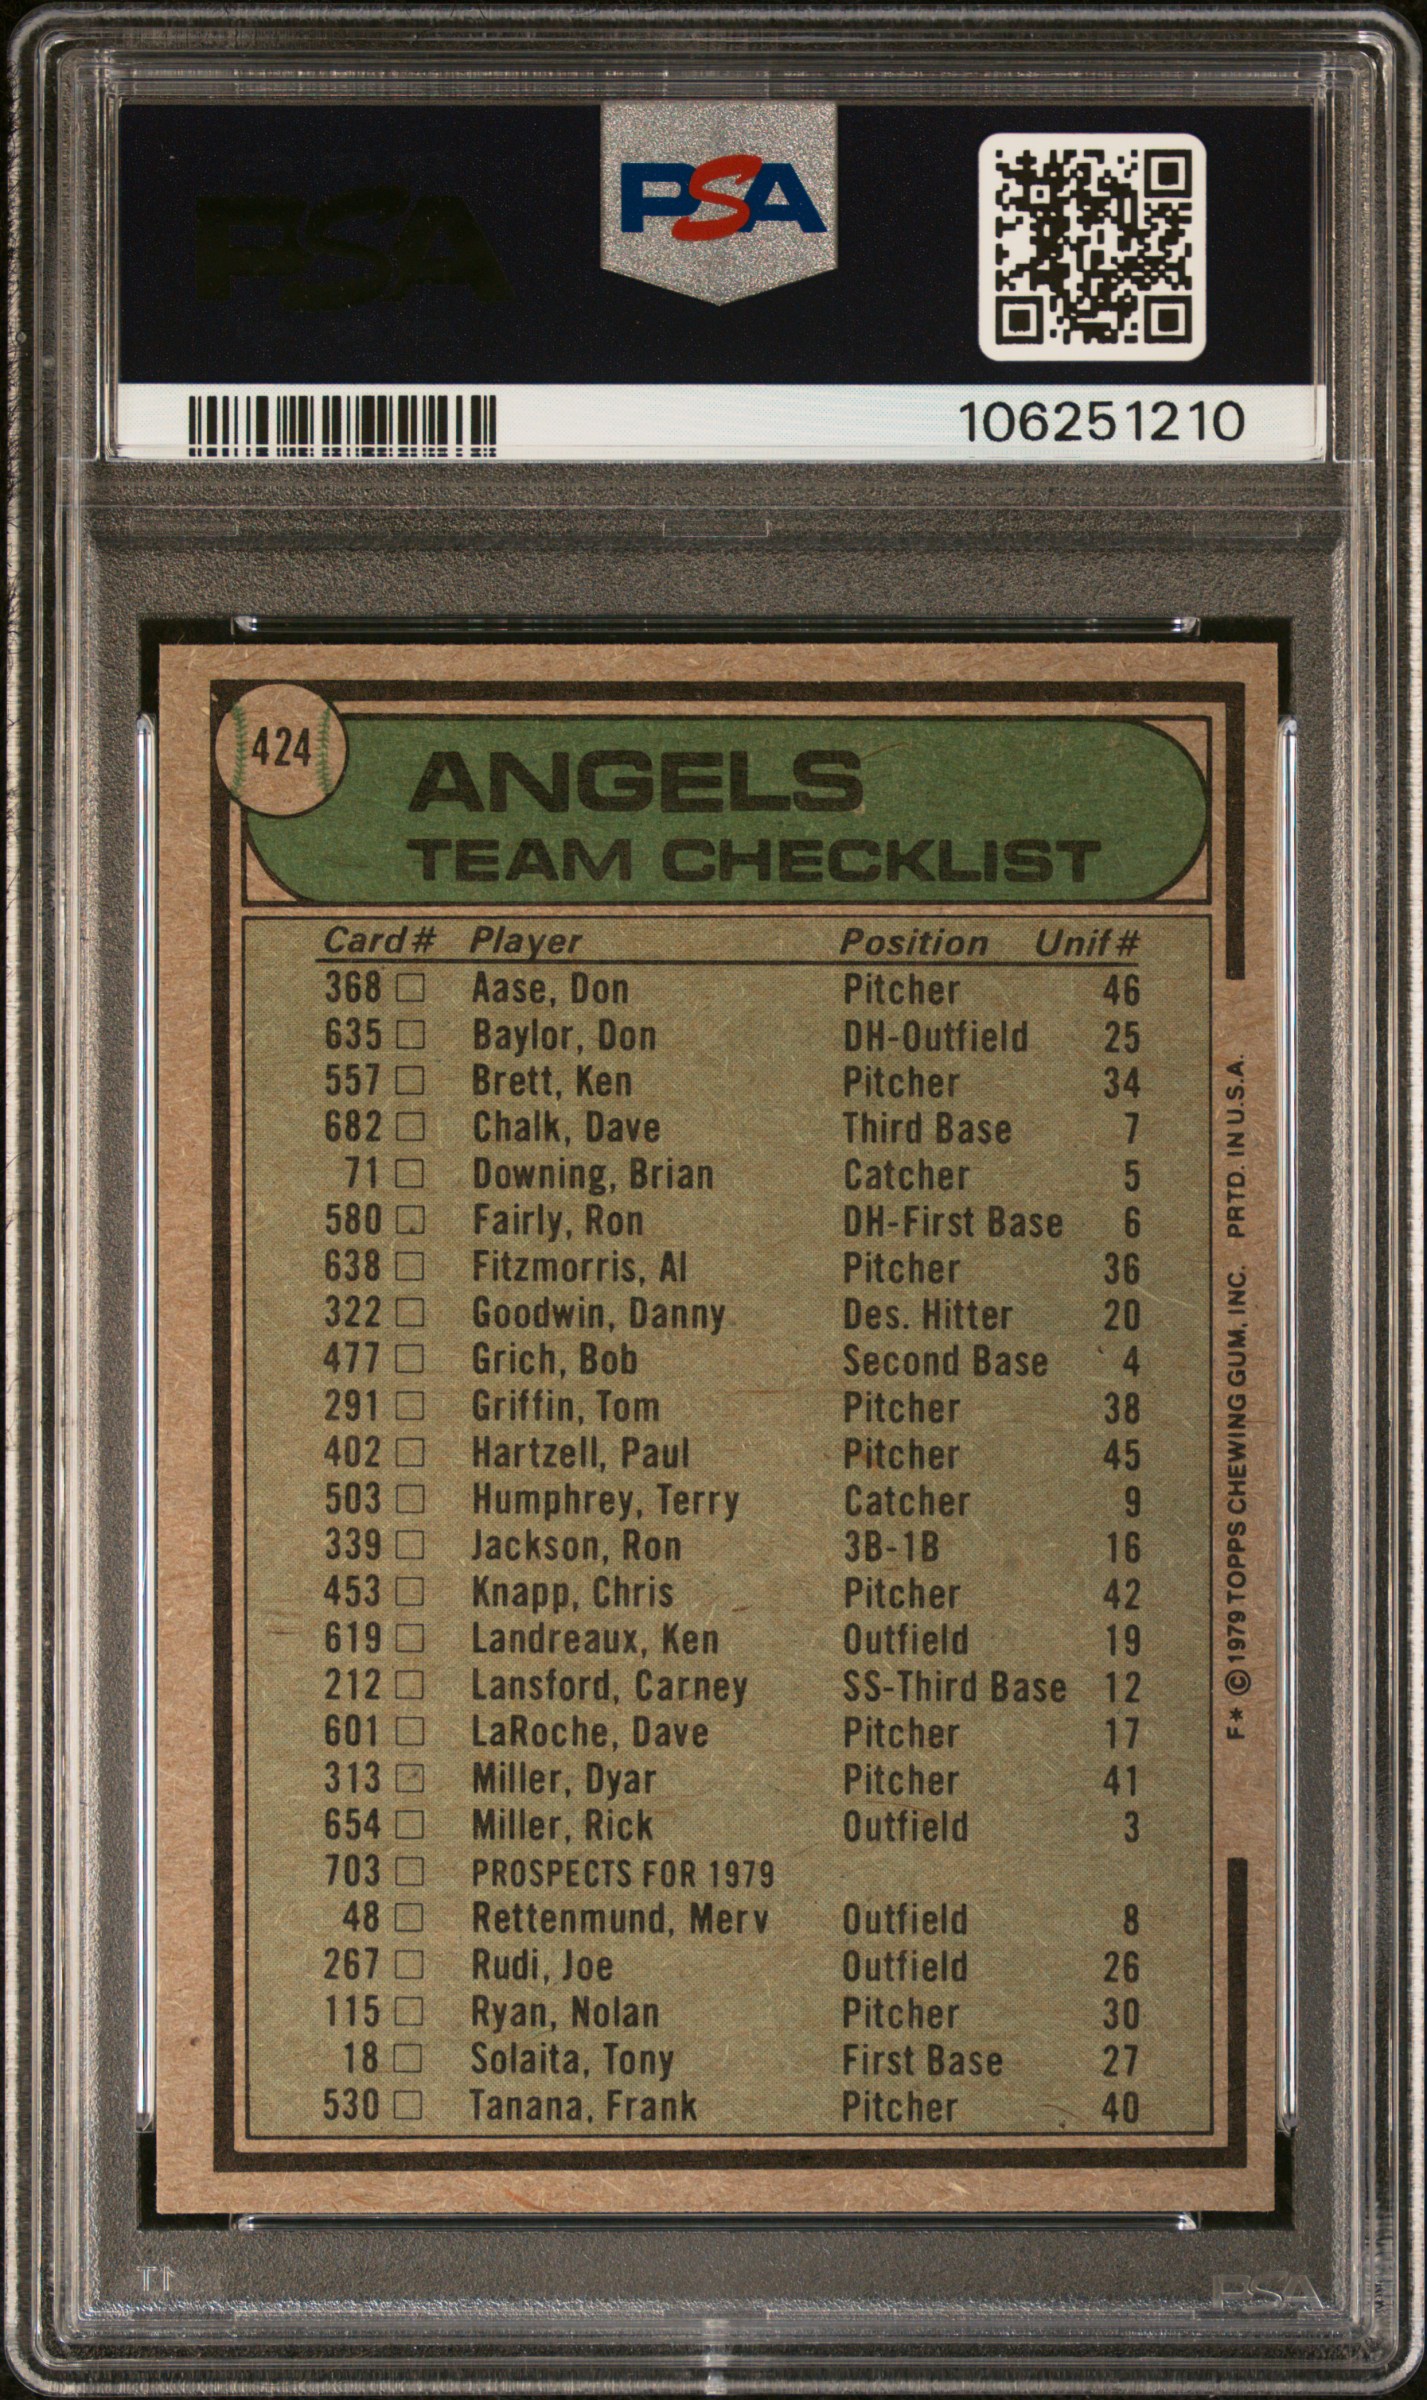 PSA
PSA
106251210
424
ANGELS
TEAM CHECKLIST
Card# Player Position Unif#
368 Aase, Don Pitcher 46
635 Baylor, Don DH-Outfield 25
557 Brett, Ken Pitcher 34
682 Chalk, Dave Third Base 7
71 Downing, Brian Catcher 5
580 Fairly, Ron DH-First Base 6
638 Fitzmorris, Al Pitcher 36
322 Goodwin, Danny Des. Hitter 20
477 Grich, Bob Second Base 4
291 Griffin, Tom Pitcher 38
402 Hartzell, Paul Pitcher 45
503 Humphrey, Terry Catcher 9
339 Jackson, Ron 3B-1B 16
453 Knapp, Chris Pitcher 42
619 Landreaux, Ken Outfield 19
212 Lansford, Carney SS-Third Base 12
601 LaRoche, Dave Pitcher 17
313 Miller, Dyar Pitcher 41
654 Miller, Rick Outfield 3
703 PROSPECTS FOR 1979
48 Rettenmund, Merv Outfield 8
267 Rudi, Joe Outfield 26
115 Ryan, Nolan Pitcher 30
18 Solaita, Tony First Base 27
530 Tanana, Frank Pitcher 40
F* © 1979 TOPPS CHEWING GUM, INC. PRTD. IN U.S.A.
PSA